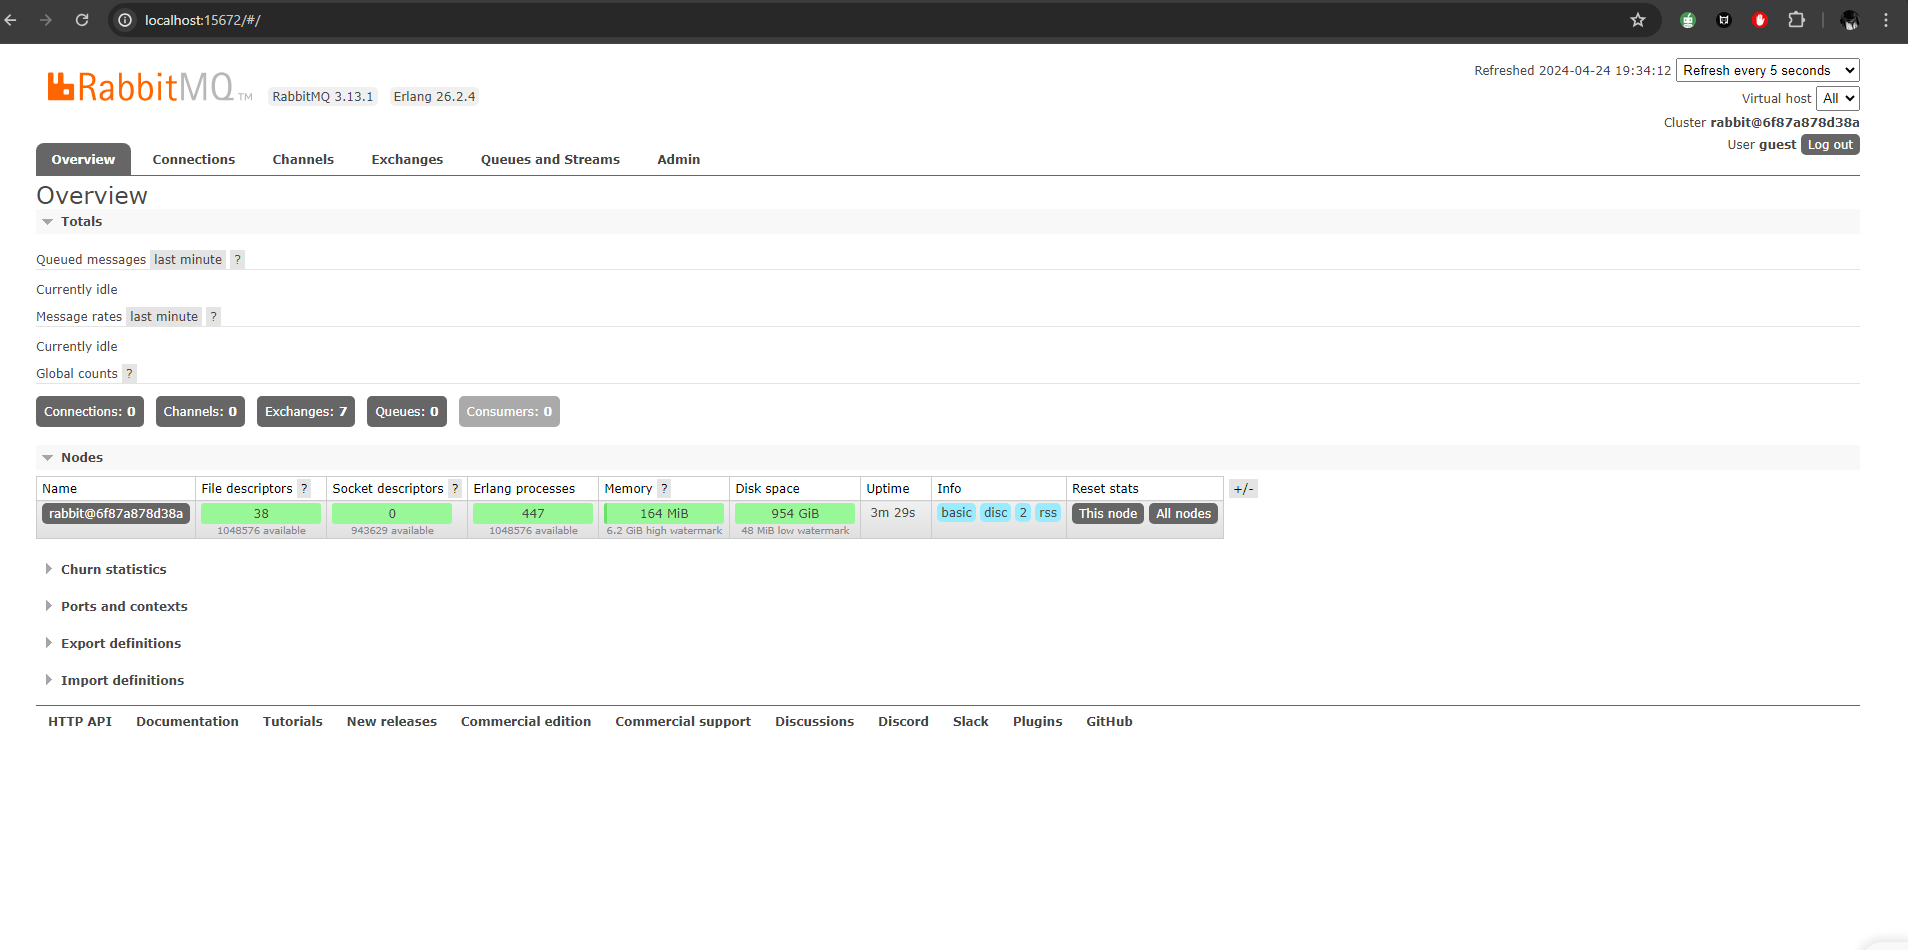 localhost:15672/#/
RabbitMQ TM
RabbitMQ 3.13.1 Erlang 26.2.4
Refreshed 2024-04-24 19:34:12 Refresh every 5 seconds
Virtual host All
Cluster rabbit@6f87a878d38a
User guest Log out
Overview Connections Channels Exchanges Queues and Streams Admin
Overview
Totals
Queued messages last minute ?
Currently idle
Message rates last minute ?
Currently idle
Global counts ?
Connections: 0 Channels: 0 Exchanges: 7 Queues: 0 Consumers: 0
Nodes
Name File descriptors ? Socket descriptors ? Erlang processes Memory ? Disk space Uptime Info Reset stats +/-
rabbit@6f87a878d38a 38 0 447 164 MiB 954 GiB 3m 29s basic disc 2 rss This node All nodes
1048576 available 943629 available 1048576 available 6.2 GiB high watermark 48 MiB low watermark
Churn statistics
Ports and contexts
Export definitions
Import definitions
HTTP API Documentation Tutorials New releases Commercial edition Commercial support Discussions Discord Slack Plugins GitHub